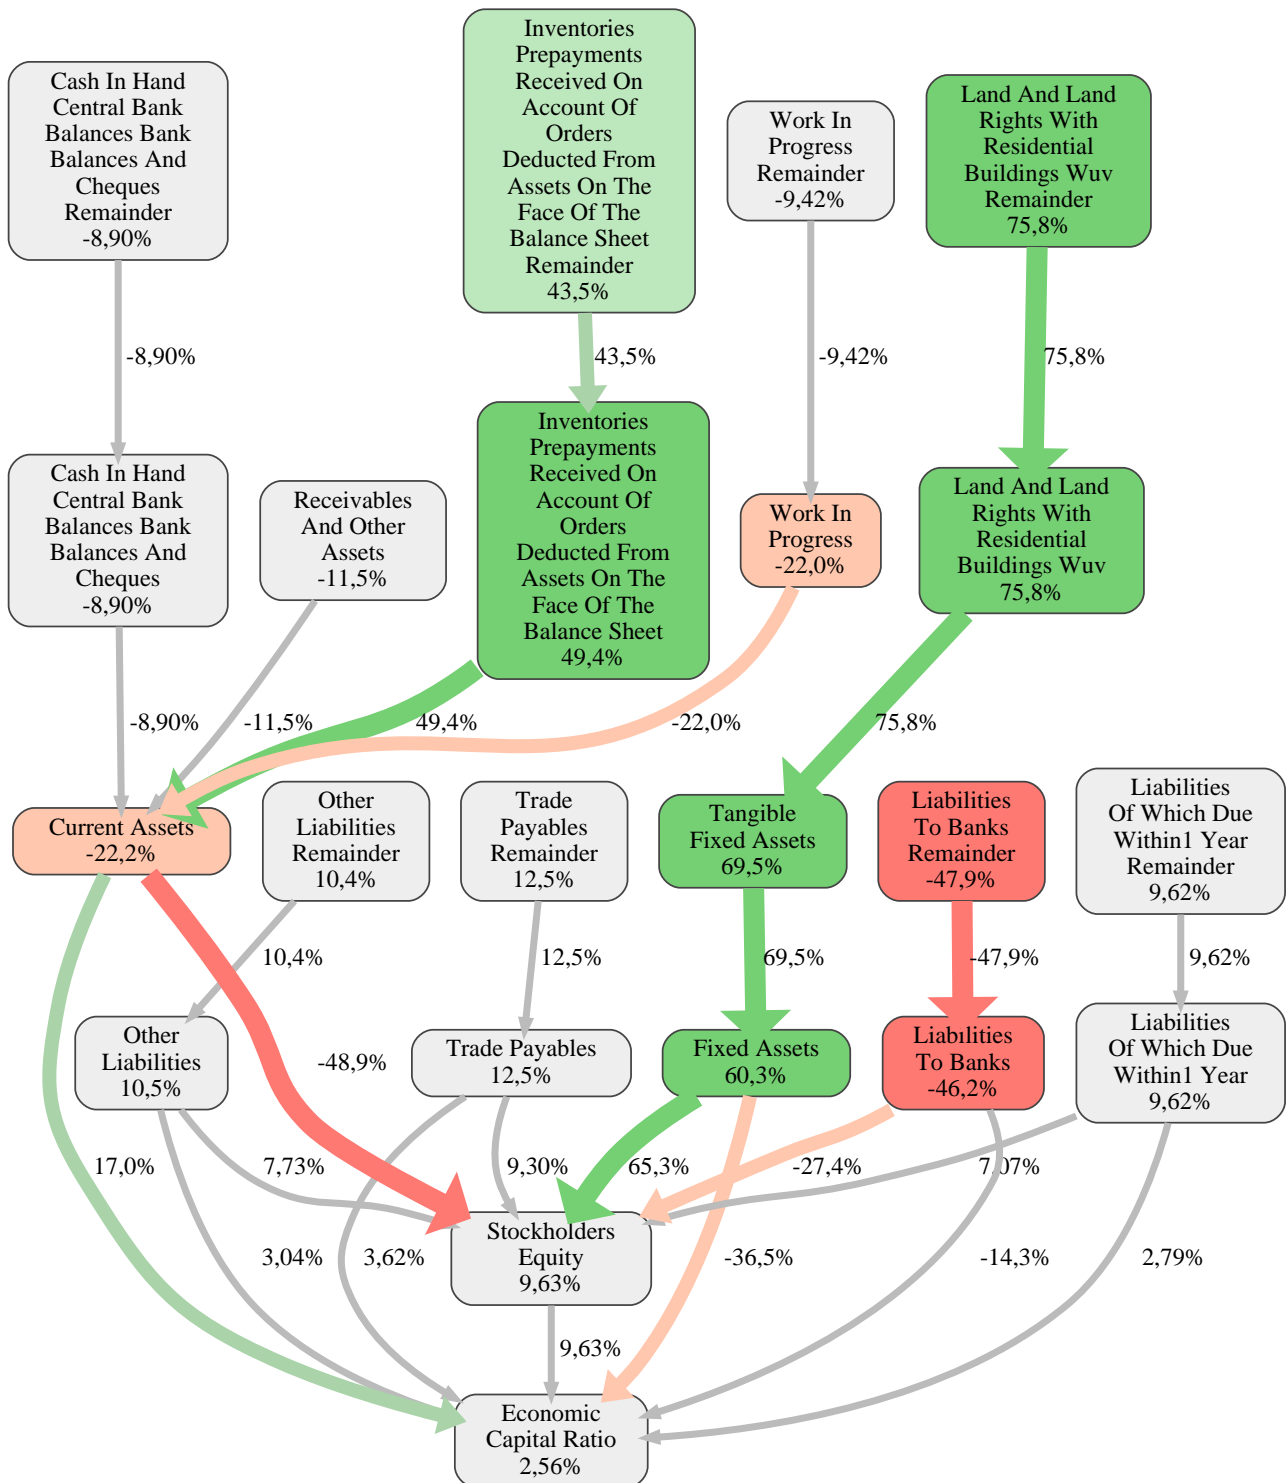 Cash In Hand
Central Bank
Balances Bank
Balances And
Cheques
Remainder
-8,90%
Inventories
Prepayments
Received On
Account Of
Orders
Deducted From
Assets On The
Face Of The
Balance Sheet
Remainder
43,5%
Work In
Progress
Remainder
-9,42%
Land And Land
Rights With
Residential
Buildings Wuv
Remainder
75,8%
-8,90%
43,5%
-9,42%
75,8%
Cash In Hand
Central Bank
Balances Bank
Balances And
Cheques
-8,90%
Receivables
And Other
Assets
-11,5%
Inventories
Prepayments
Received On
Account Of
Orders
Deducted From
Assets On The
Face Of The
Balance Sheet
49,4%
Work In
Progress
-22,0%
Land And Land
Rights With
Residential
Buildings Wuv
75,8%
-8,90%
-11,5%
49,4%
-22,0%
75,8%
Current Assets
-22,2%
Other
Liabilities
Remainder
10,4%
Trade
Payables
Remainder
12,5%
Tangible
Fixed Assets
69,5%
Liabilities
To Banks
Remainder
-47,9%
Liabilities
Of Which Due
Within1 Year
Remainder
9,62%
10,4%
12,5%
69,5%
-47,9%
9,62%
Other
Liabilities
10,5%
-48,9%
Trade Payables
12,5%
Fixed Assets
60,3%
Liabilities
To Banks
-46,2%
Liabilities
Of Which Due
Within1 Year
9,62%
17,0%
7,73%
9,30%
65,3%
-27,4%
7,07%
Stockholders
Equity
9,63%
3,04%
3,62%
-36,5%
-14,3%
2,79%
9,63%
Economic
Capital Ratio
2,56%